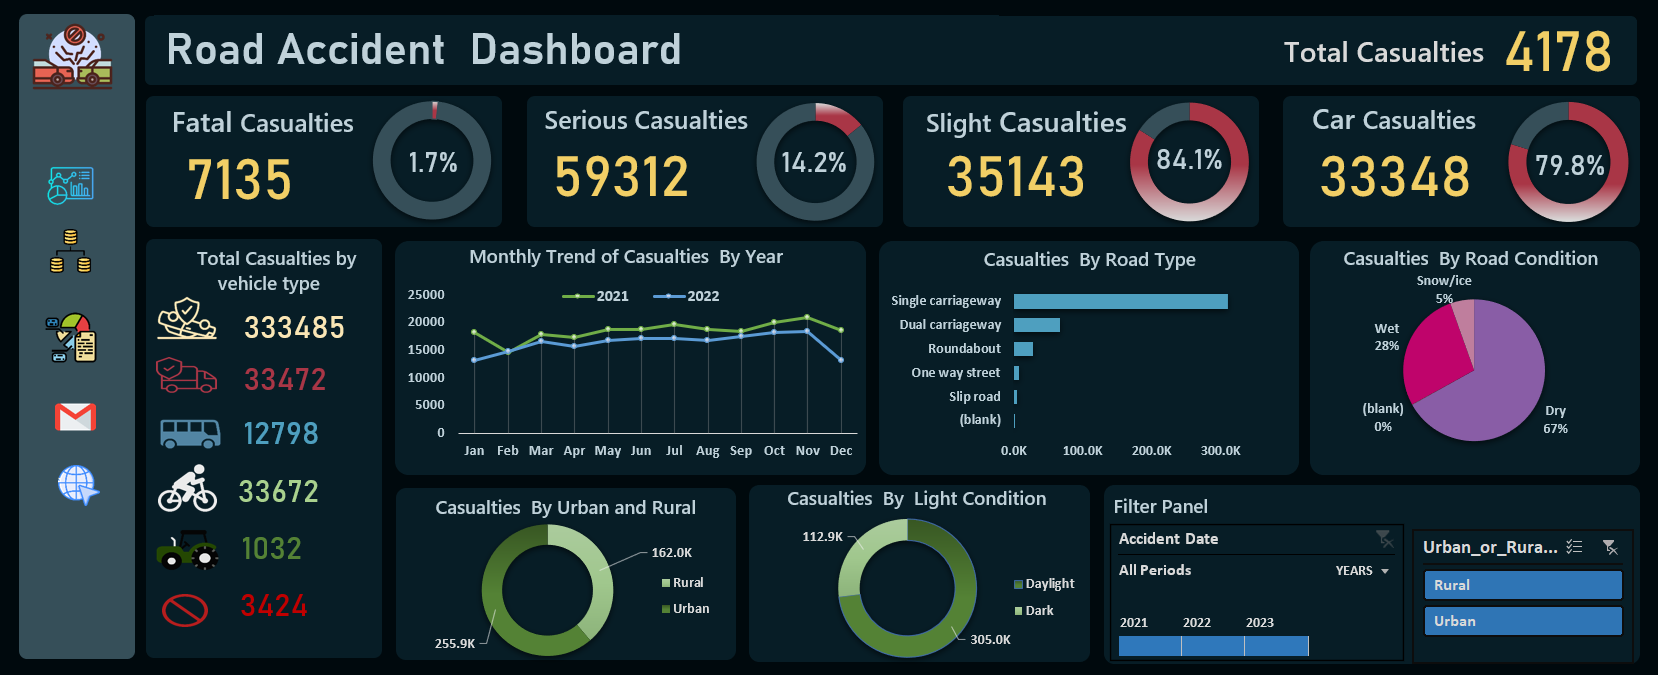 Road Accident  Dashboard
Total Casualties 4178
Fatal Casualties
7135
1.7%
Serious Casualties
59312
14.2%
Slight Casualties
35143
84.1%
Car Casualties
33348
79.8%
Total Casualties by
vehicle type
333485
33472
12798
33672
1032
3424
Monthly Trend of Casualties  By Year
2021 2022
25000
20000
15000
10000
5000
0
Jan Feb Mar Apr May Jun Jul Aug Sep Oct Nov Dec
Casualties  By Road Type
Single carriageway
Dual carriageway
Roundabout
One way street
Slip road
(blank)
0.0K 100.0K 200.0K 300.0K
Casualties  By Road Condition
Snow/ice
5%
Wet
28%
(blank)
0%
Dry
67%
Casualties  By Urban and Rural
162.0K
Rural
Urban
255.9K
Casualties  By  Light Condition
112.9K
Daylight
Dark
305.0K
Filter Panel
Accident Date
All Periods YEARS
2021 2022 2023
Urban_or_Rura...
Rural
Urban